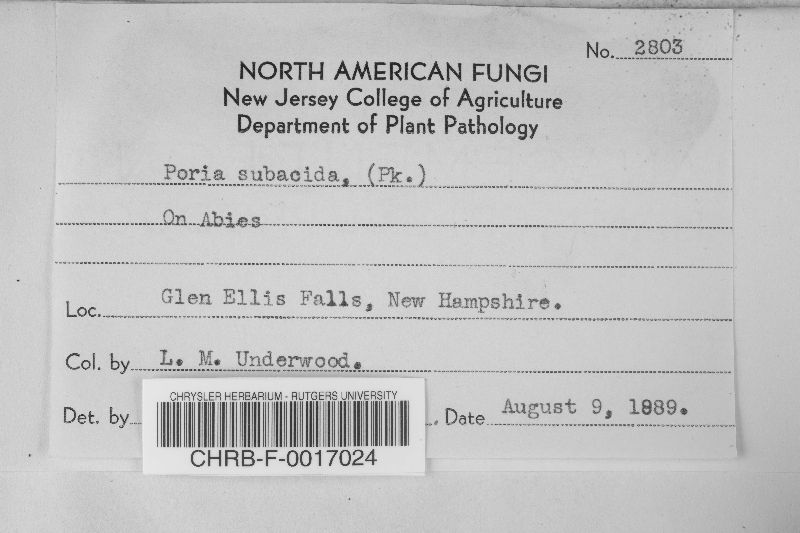 No. 2803
NORTH AMERICAN FUNGI
New Jersey College of Agriculture
Department of Plant Pathology
Poria subacida, (Pk.)
On Abies
Loc. Glen Ellis Falls, New Hampshire.
Col. by L. M. Underwood.
Det. by Date August 9, 1889.
CHRYSLER HERBARIUM - RUTGERS UNIVERSITY
CHRB-F-0017024